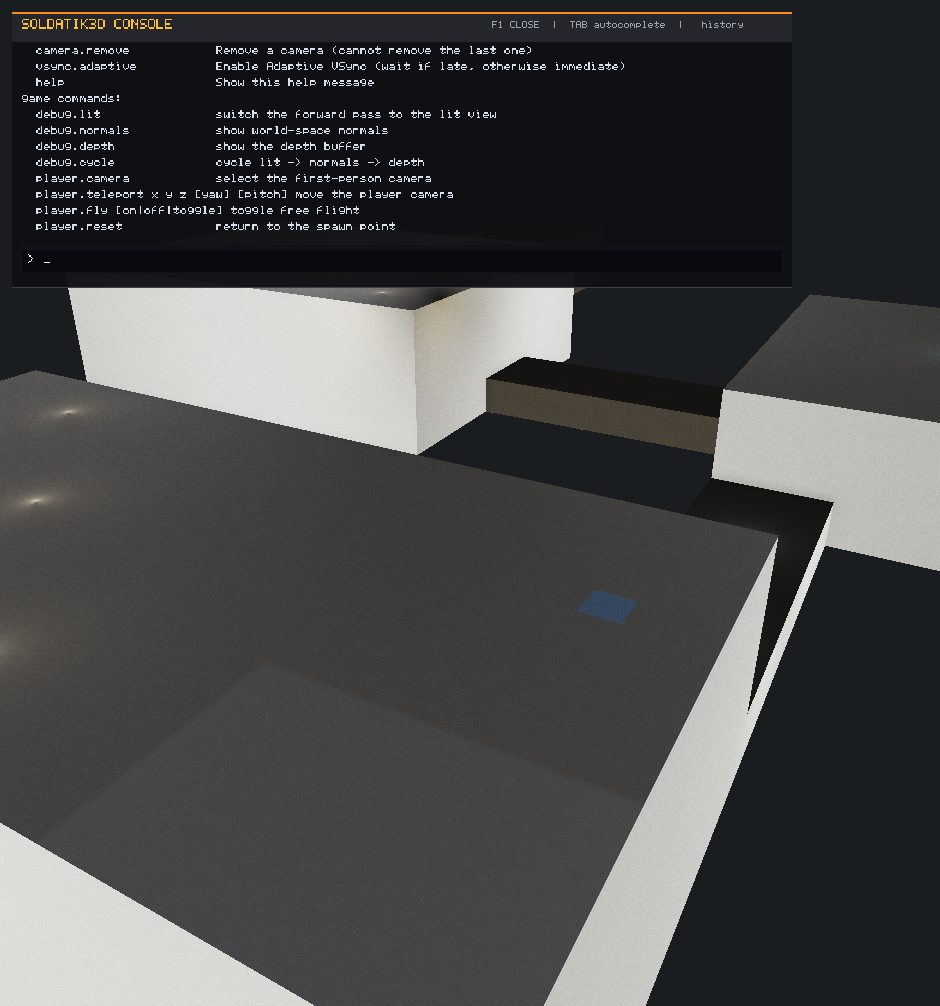 SOLDATIK3D CONSOLE F1 CLOSE | TAB autocomplete | history
camera.remove Remove a camera (cannot remove the last one)
vsync.adaptive Enable Adaptive VSync (wait if late, otherwise immediate)
help Show this help message
game commands:
debug.lit switch the forward pass to the lit view
debug.normals show world-space normals
debug.depth show the depth buffer
debug.cycle cycle lit -> normals -> depth
player.camera select the first-person camera
player.teleport x y z [yaw] [pitch] move the player camera
player.fly [on|off|toggle] toggle free flight
player.reset return to the spawn point
> _